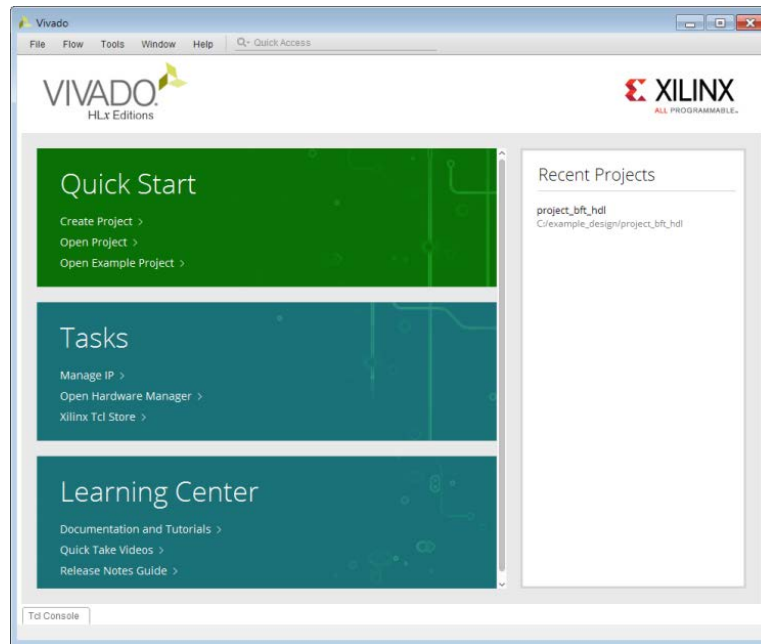 Vivado
File Flow Tools Window Help Quick Access
VIVADO.
HLx Editions
XILINX
ALL PROGRAMMABLE.
Quick Start
Create Project >
Open Project >
Open Example Project >
Tasks
Manage IP >
Open Hardware Manager >
Xilinx Tcl Store >
Learning Center
Documentation and Tutorials >
Quick Take Videos >
Release Notes Guide >
Recent Projects
project_bft_hdl
C:/example_design/project_bft_hdl
Tcl Console